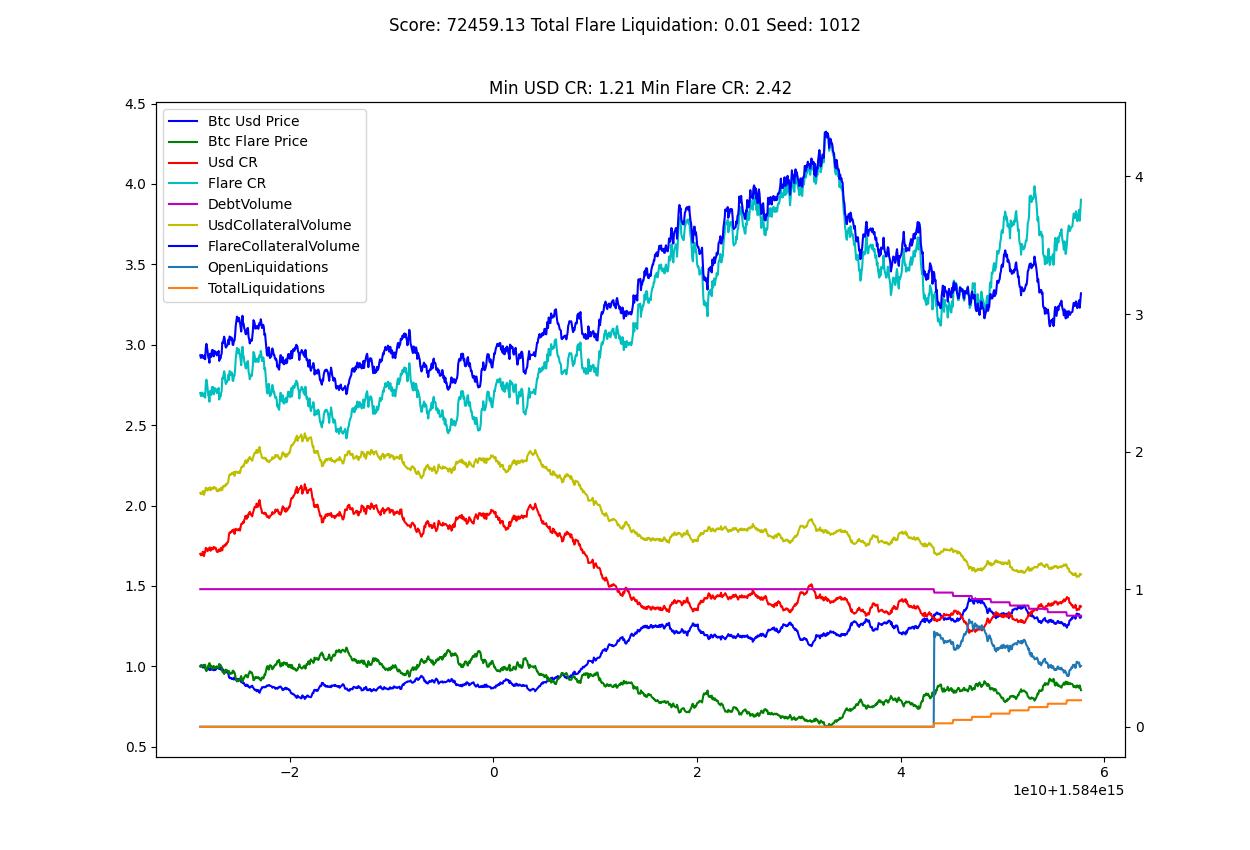 Score: 72459.13 Total Flare Liquidation: 0.01 Seed: 1012
Min USD CR: 1.21 Min Flare CR: 2.42
Btc Usd Price
Btc Flare Price
Usd CR
Flare CR
DebtVolume
UsdCollateralVolume
FlareCollateralVolume
OpenLiquidations
TotalLiquidations
4.5
4.0
3.5
3.0
2.5
2.0
1.5
1.0
0.5
4
3
2
1
0
−2 0 2 4 6
1e10+1.584e15